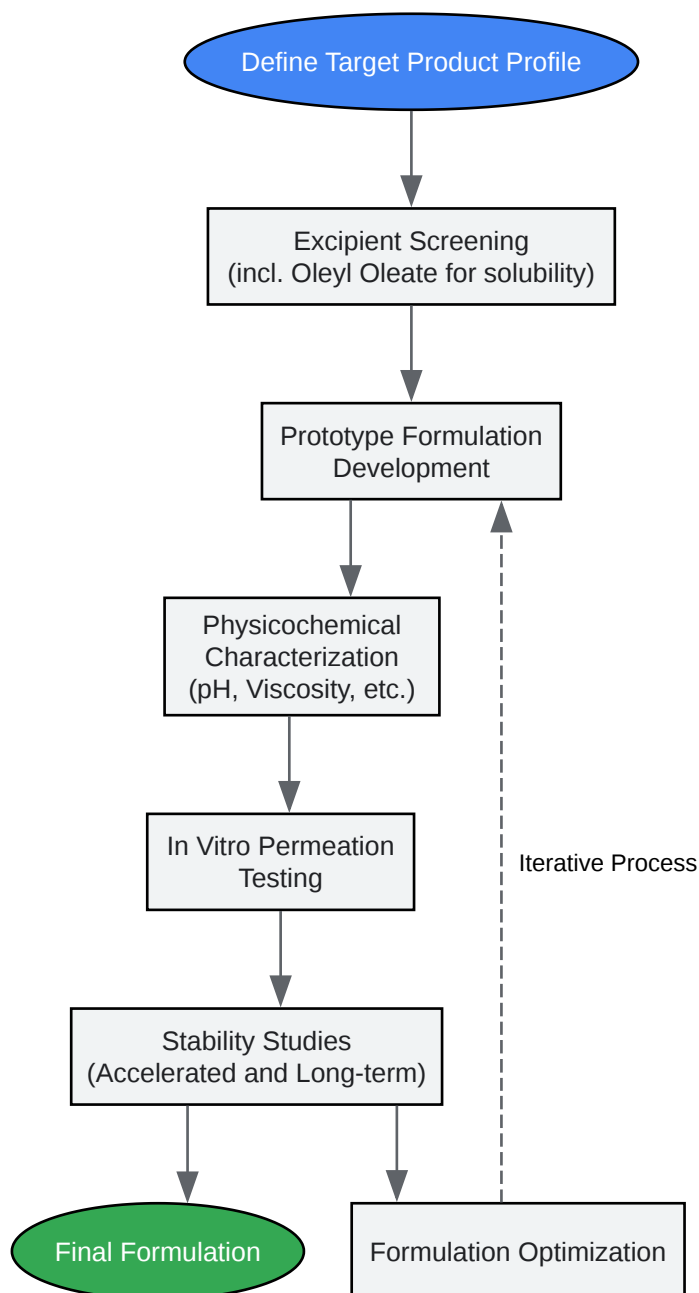 Define Target Product Profile
Excipient Screening
(incl. Oleyl Oleate for solubility)
Prototype Formulation
Development
Physicochemical
Characterization
(pH, Viscosity, etc.)
In Vitro Permeation
Testing
Iterative Process
Stability Studies
(Accelerated and Long-term)
Final Formulation
Formulation Optimization